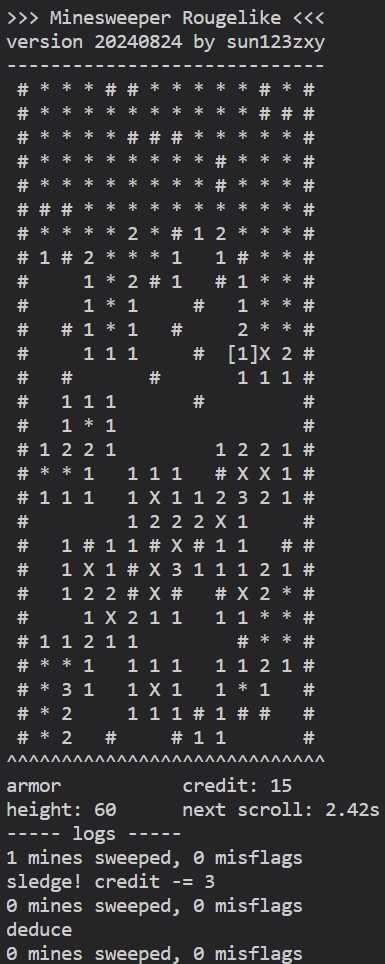 >>> Minesweeper Rougelike <<<
version 20240824 by sun123zxy
-----------------------------
 # * * * # # * * * * * # * #
 # * * * * * * * * * * # # #
 # * * * * # # # * * * * * #
 # * * * * * * * * # * * * #
 # * * * * * * * * # * * * #
 # # # * * * * * * * * * * #
 # * * * * 2 * # 1 2 * * * #
 # 1 # 2 * * * 1   1 # * * #
 #     1 * 2 # 1   # 1 * * #
 #     1 * 1     #   1 * * #
 #   # 1 * 1   #     2 * * #
 #     1 1 1     #  [1]X 2 #
 #   #       #       1 1 1 #
 #   1 1 1       #         #
 #   1 * 1                 #
 # 1 2 2 1         1 2 2 1 #
 # * * 1   1 1 1   # X X 1 #
 # 1 1 1   1 X 1 1 2 3 2 1 #
 #         1 2 2 2 X 1     #
 #   1 # 1 1 # X # 1 1   # #
 #   1 X 1 # X 3 1 1 1 2 1 #
 #   1 2 2 # X #   # X 2 * #
 #     1 X 2 1 1   1 1 * * #
 # 1 1 2 1 1         # * * #
 # * * 1   1 1 1   1 1 2 1 #
 # * 3 1   1 X 1   1 * 1   #
 # * 2     1 1 1 # 1 # #   #
 # * 2   #     # 1 1       #
^^^^^^^^^^^^^^^^^^^^^^^^^^^^^
armor           credit: 15
height: 60      next scroll: 2.42s
----- logs -----
1 mines sweeped, 0 misflags
sledge! credit -= 3
0 mines sweeped, 0 misflags
deduce
0 mines sweeped, 0 misflags